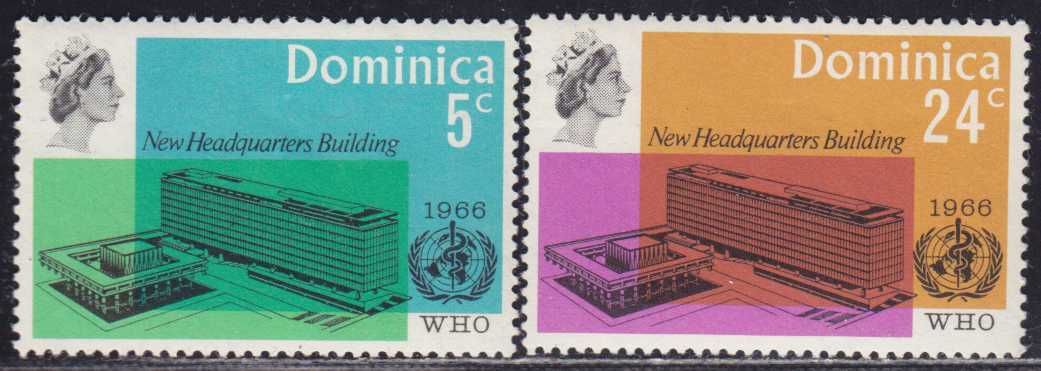 Dominica
5c
New Headquarters Building
1966
WHO
Dominica
24c
New Headquarters Building
1966
WHO